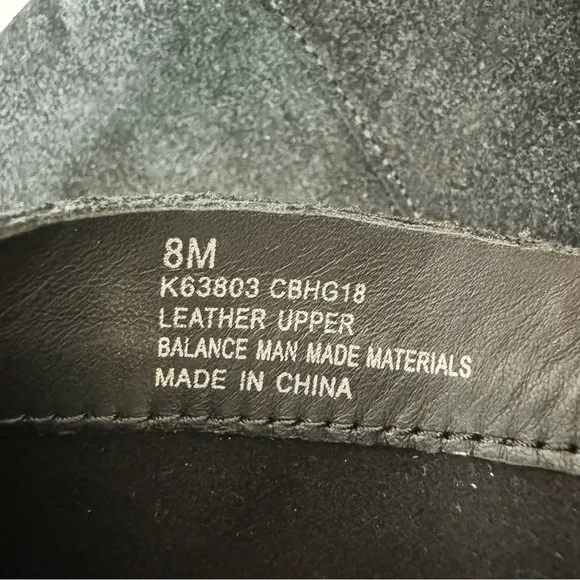 8M
K63803 CBHG18
LEATHER UPPER
BALANCE MAN MADE MATERIALS
MADE IN CHINA